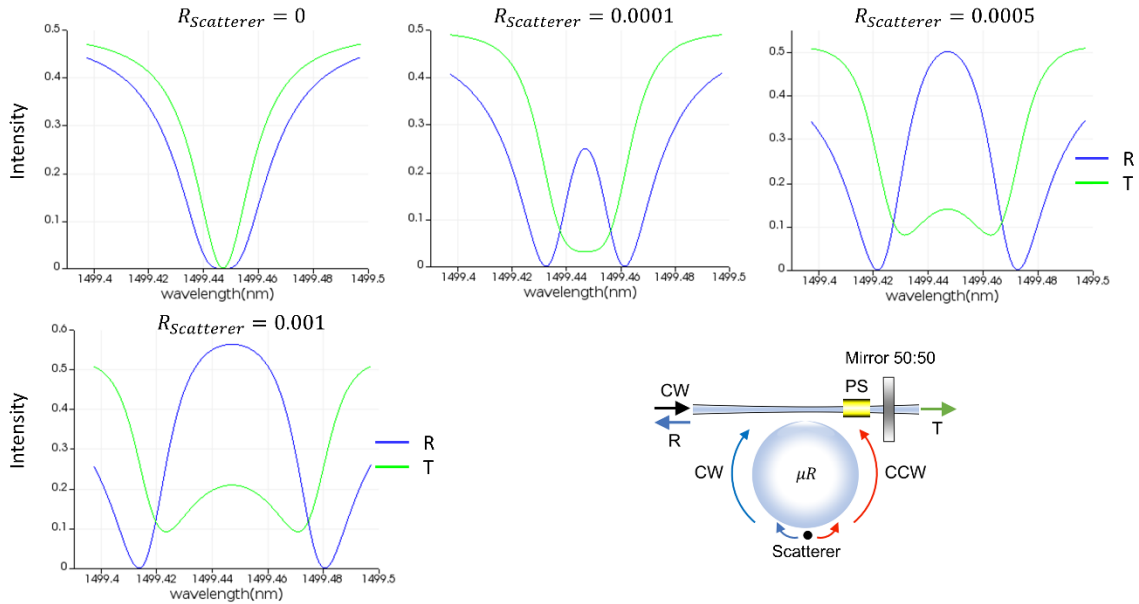 R_Scatterer = 0
R_Scatterer = 0.0001
R_Scatterer = 0.0005
Intensity
0.5
0.4
0.3
0.2
0.1
0
1499.4 1499.42 1499.44 1499.46 1499.48 1499.5
wavelength(nm)
0.5
0.4
0.3
0.2
0.1
0
1499.4 1499.42 1499.44 1499.46 1499.48 1499.5
wavelength(nm)
0.5
0.4
0.3
0.2
0.1
0
1499.4 1499.42 1499.44 1499.46 1499.48 1499.5
wavelength(nm)
R
T
R_Scatterer = 0.001
Intensity
0.6
0.5
0.4
0.3
0.2
0.1
0
1499.4 1499.42 1499.44 1499.46 1499.48 1499.5
wavelength(nm)
R
T
Mirror 50:50
CW
PS
R
T
CW
μR
CCW
Scatterer